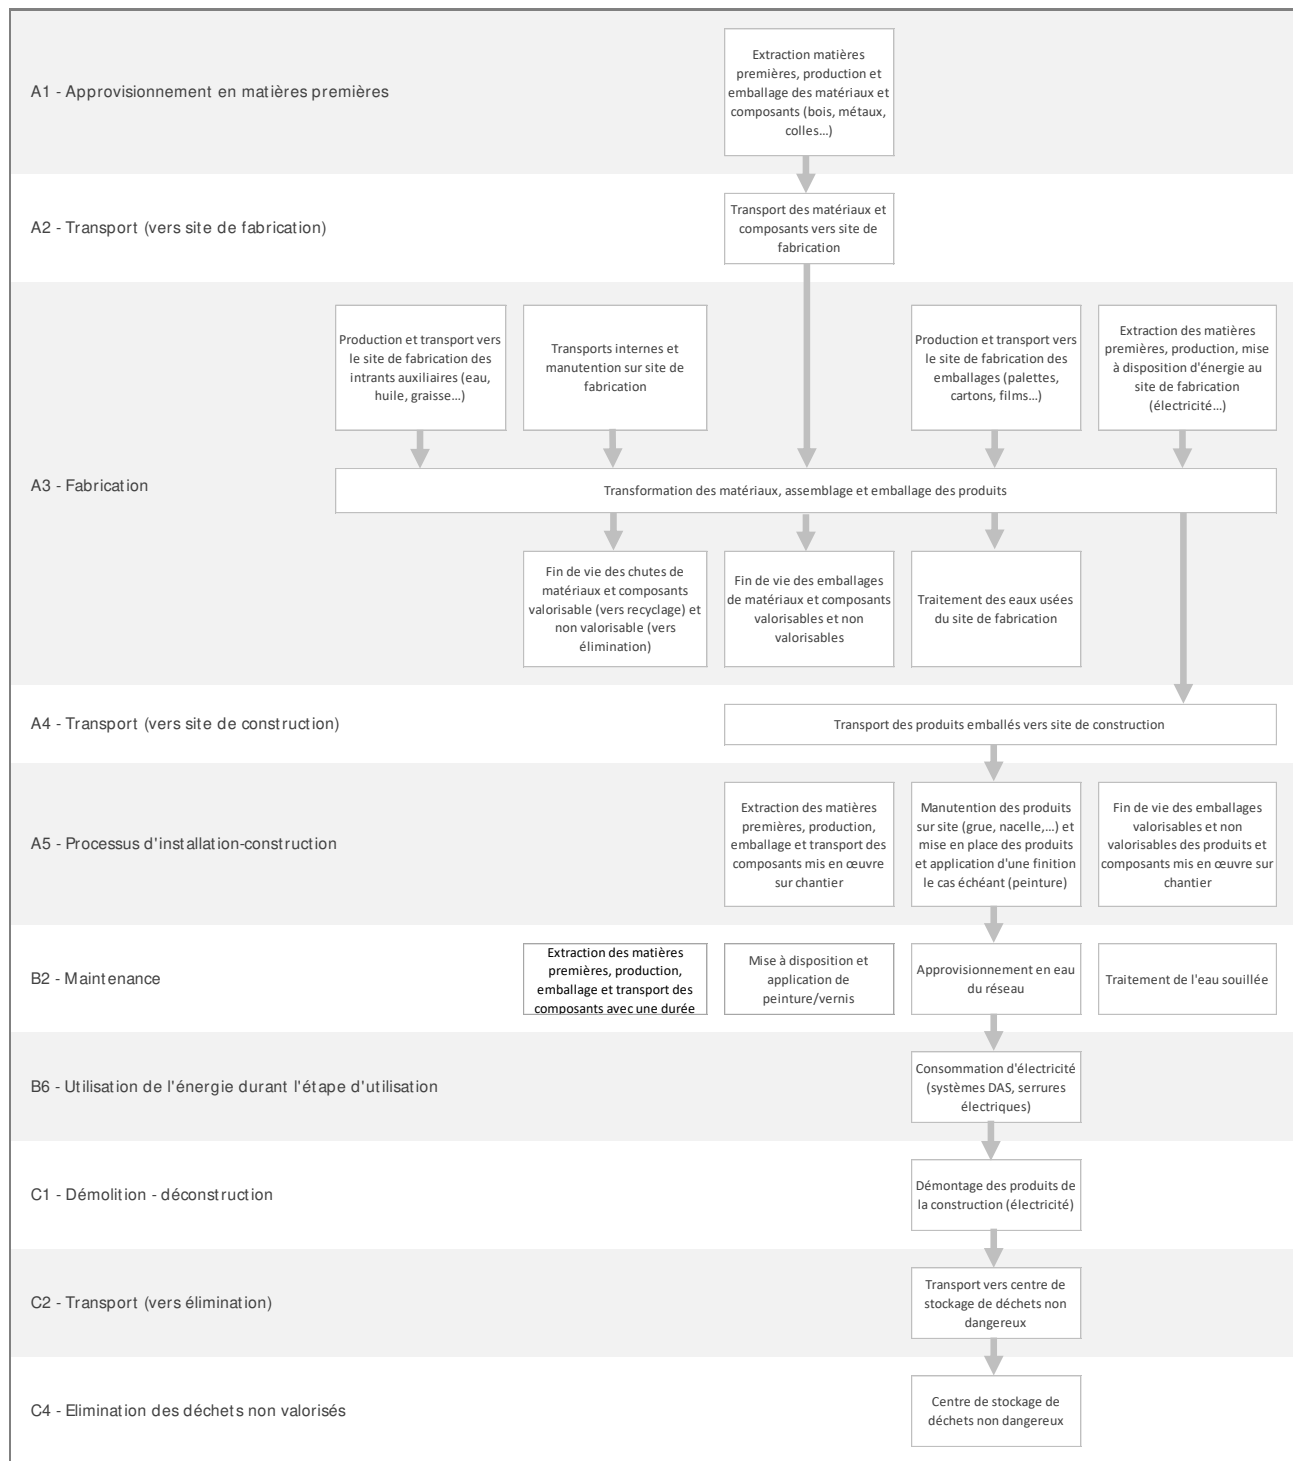 A1 - Approvisionnement en matières premières
Extraction matières
premières, production et
emballage des matériaux et
composants (bois, métaux,
colles…)
A2 - Transport (vers site de fabrication)
Transport des matériaux et
composants vers site de
fabrication
A3 - Fabrication
Production et transport vers
le site de fabrication des
intrants auxiliaires (eau,
huile, graisse…)
Transports internes et
manutention sur site de
fabrication
Production et transport vers
le site de fabrication des
emballages (palettes,
cartons, films…)
Extraction des matières
premières, production, mise
à disposition d'énergie au
site de fabrication
(électricité…)
Transformation des matériaux, assemblage et emballage des produits
Fin de vie des chutes de
matériaux et composants
valorisable (vers recyclage) et
non valorisable (vers
élimination)
Fin de vie des emballages
de matériaux et composants
valorisables et non
valorisables
Traitement des eaux usées
du site de fabrication
A4 - Transport (vers site de construction)
Transport des produits emballés vers site de construction
A5 - Processus d'installation-construction
Extraction des matières
premières, production,
emballage et transport des
composants mis en œuvre
sur chantier
Manutention des produits
sur site (grue, nacelle,…) et
mise en place des produits
et application d'une finition
le cas échéant (peinture)
Fin de vie des emballages
valorisables et non
valorisables des produits et
composants mis en œuvre sur
chantier
B2 - Maintenance
Extraction des matières
premières, production,
emballage et transport des
composants avec une durée
Mise à disposition et
application de
peinture/vernis
Approvisionnement en eau
du réseau
Traitement de l'eau souillée
B6 - Utilisation de l'énergie durant l'étape d'utilisation
Consommation d'électricité
(systèmes DAS, serrures
électriques)
C1 - Démolition - déconstruction
Démontage des produits de
la construction (électricité)
C2 - Transport (vers élimination)
Transport vers centre de
stockage de déchets non
dangereux
C4 - Elimination des déchets non valorisés
Centre de stockage de
déchets non dangereux